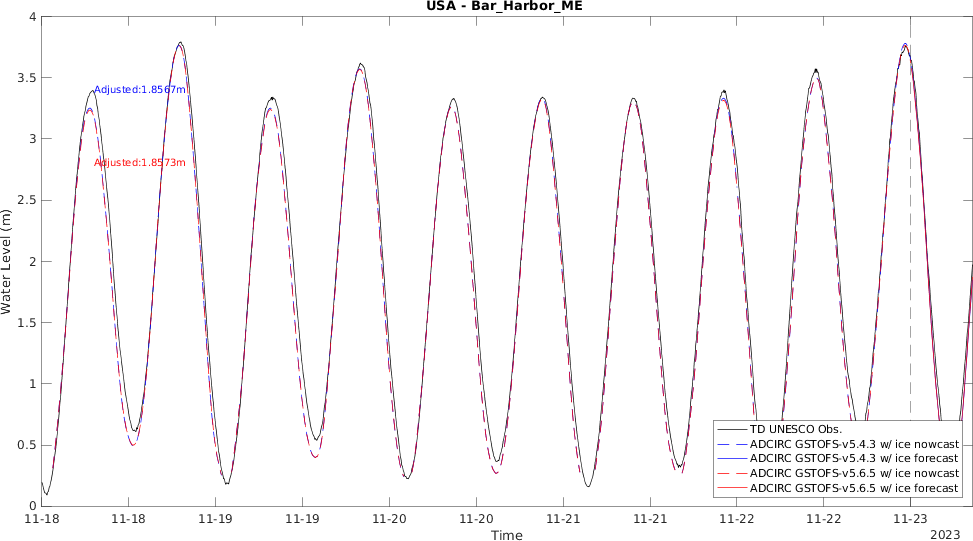 USA - Bar_Harbor_ME
4
3.5
3
2.5
2
1.5
1
0.5
0
Water Level (m)
Adjusted:1.8567m
Adjusted:1.8573m
TD UNESCO Obs.
ADCIRC GSTOFS-v5.4.3 w/ ice nowcast
ADCIRC GSTOFS-v5.4.3 w/ ice forecast
ADCIRC GSTOFS-v5.6.5 w/ ice nowcast
ADCIRC GSTOFS-v5.6.5 w/ ice forecast
11-18 11-18 11-19 11-19 11-20 11-20 11-21 11-21 11-22 11-22 11-23
Time
2023